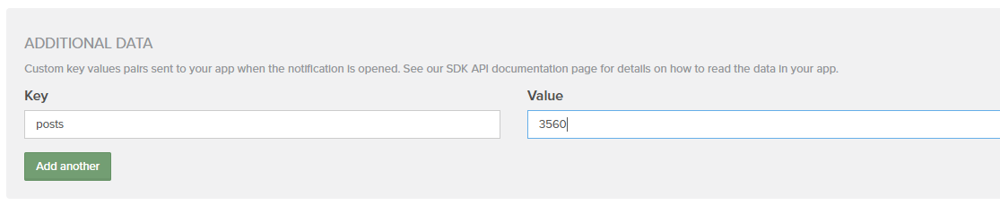 ADDITIONAL DATA
Custom key values pairs sent to your app when the notification is opened. See our SDK API documentation page for details on how to read the data in your app.
Key
Value
posts
3560
Add another